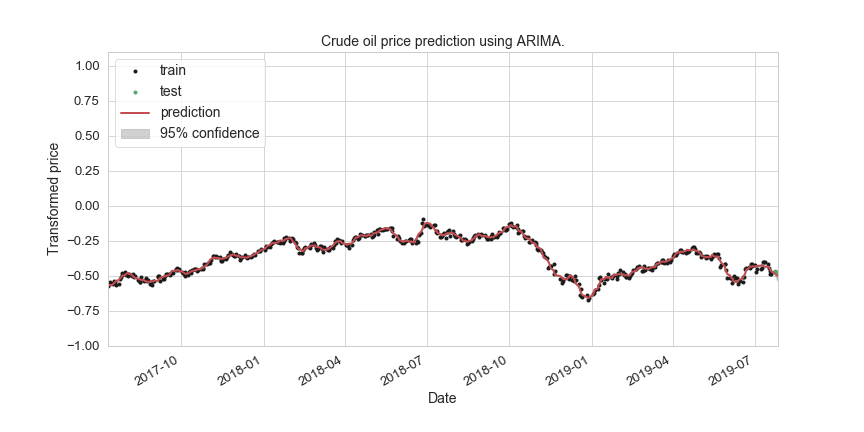 Crude oil price prediction using ARIMA.
train
test
prediction
95% confidence
1.00
0.75
0.50
0.25
0.00
−0.25
−0.50
−0.75
−1.00
Transformed price
2017-10
2018-01
2018-04
2018-07
2018-10
2019-01
2019-04
2019-07
Date